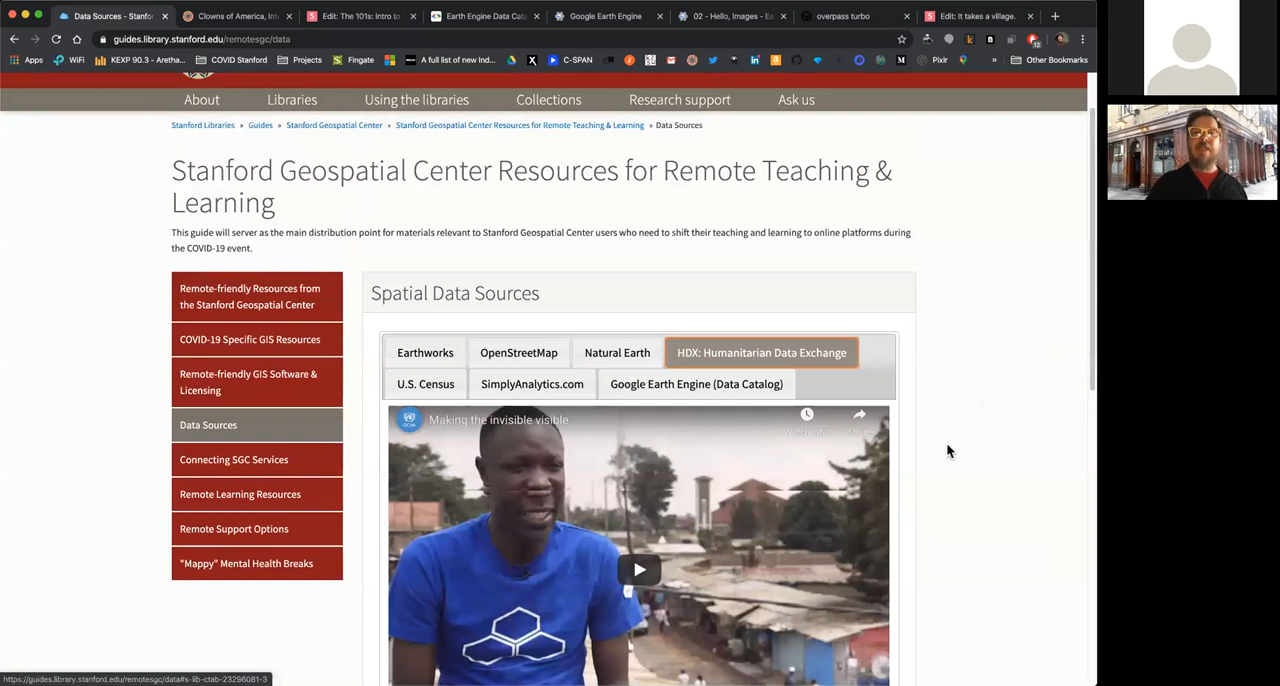 Data Sources - Stanfo
Clowns of America, Int
Edit: The 101s: Intro to
Earth Engine Data Cata
Google Earth Engine
02 - Hello, Images - Ea
overpass turbo
Edit: It takes a village.
guides.library.stanford.edu/remotesgc/data
12
Apps
WiFi
KEXP 90.3 - Aretha...
COVID Stanford
Projects
Fingate
A full list of new Ind...
C-SPAN
Pixlr
»
Other Bookmarks
About
Libraries
Using the libraries
Collections
Research support
Ask us
Stanford Libraries » Guides » Stanford Geospatial Center » Stanford Geospatial Center Resources for Remote Teaching & Learning » Data Sources
Stanford Geospatial Center Resources for Remote Teaching &
Learning
This guide will server as the main distribution point for materials relevant to Stanford Geospatial Center users who need to shift their teaching and learning to online platforms during
the COVID-19 event.
Remote-friendly Resources from
the Stanford Geospatial Center
COVID-19 Specific GIS Resources
Remote-friendly GIS Software &
Licensing
Data Sources
Connecting SGC Services
Remote Learning Resources
Remote Support Options
"Mappy" Mental Health Breaks
Spatial Data Sources
Earthworks
OpenStreetMap
Natural Earth
HDX: Humanitarian Data Exchange
U.S. Census
SimplyAnalytics.com
Google Earth Engine (Data Catalog)
OCHA
Making the invisible visible
Watch later
Share
https://guides.library.stanford.edu/remotesgc/data#s-lib-ctab-23296081-3